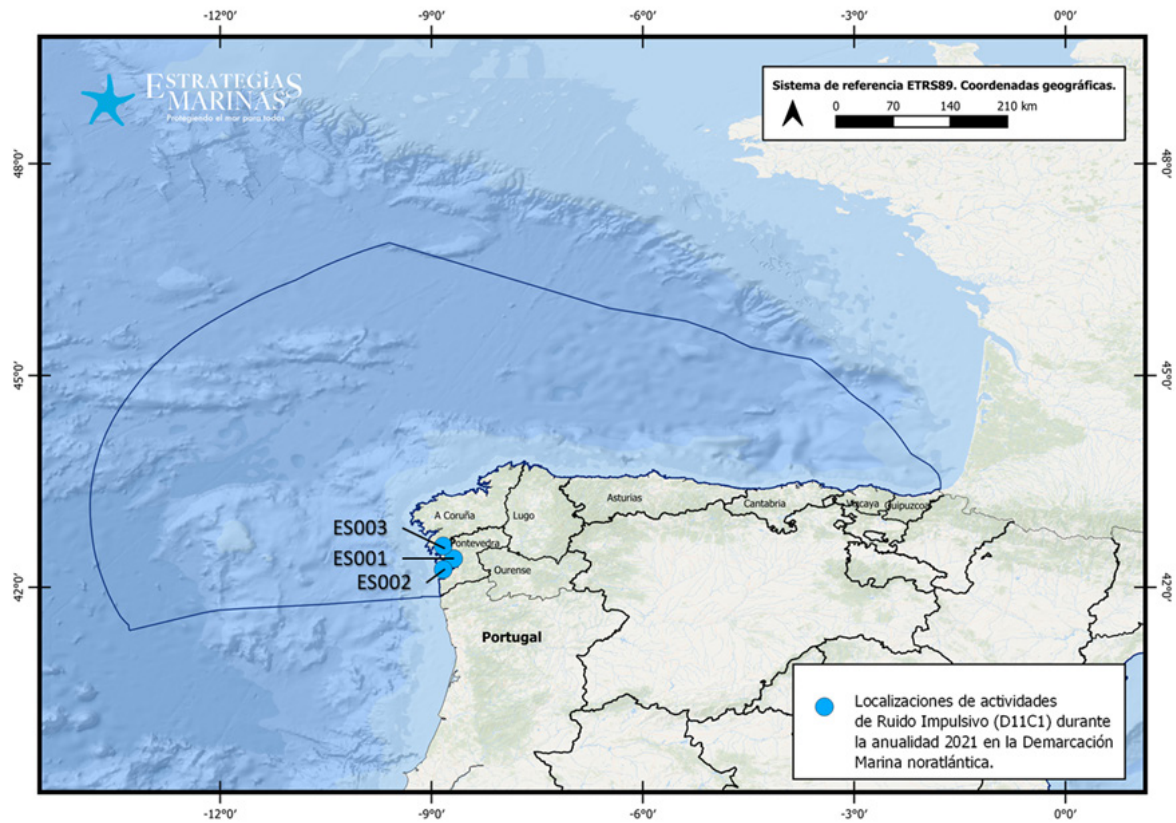 -12°0' -9°0' -6°0' -3°0' 0°0'
ESTRATEGIAS
MARINAS
Protegiendo el mar para todos
Sistema de referencia ETRS89. Coordenadas geográficas.
0 70 140 210 km
48°0' 48°0'
45°0' 45°0'
A Coruña
Lugo
Asturias
Cantabria
Vizcaya
Guipuzcoa
ES003
Pontevedra
ES001
Ourense
ES002
42°0' 42°0'
Portugal
Localizaciones de actividades
de Ruido Impulsivo (D11C1) durante
la anualidad 2021 en la Demarcación
Marina noratlántica.
-12°0' -9°0' -6°0' -3°0' 0°0'